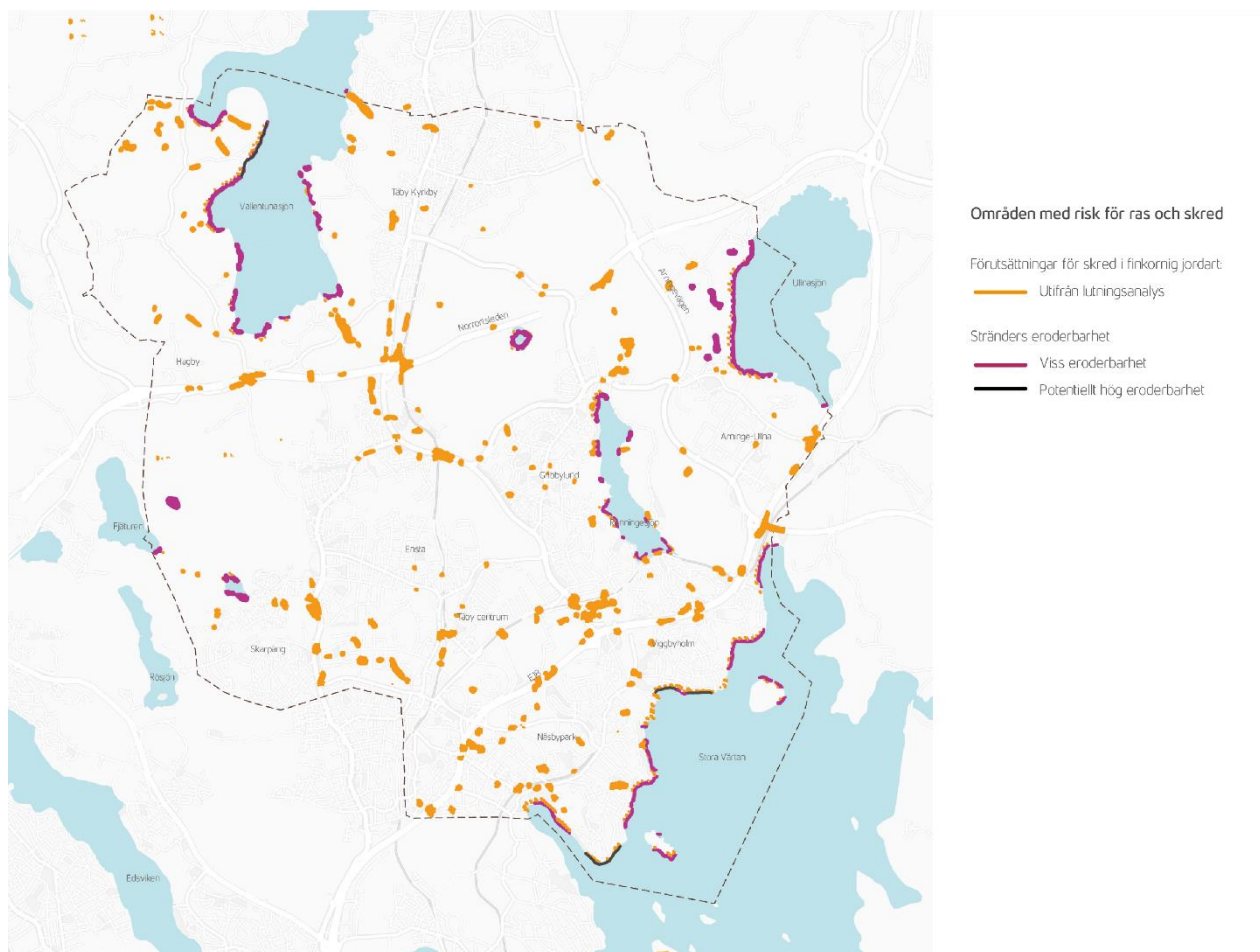 Områden med risk för ras och skred
Förutsättningar för skred i finkornig jordart:
Utifrån lutningsanalys
Stränders eroderbarhet
Viss eroderbarhet
Potentiellt hög eroderbarhet
Täby Kyrkby
Vallentunasjön
Ullnasjön
Arningevägen
Norrortsleden
Hagby
Arninge-Ullna
Gribbylund
Fjäturen
Rönningesjön
Ensta
Täby centrum
Viggbyholm
Skarpäng
Rösjön
E18
Näsbypark
Stora Värtan
Edsviken